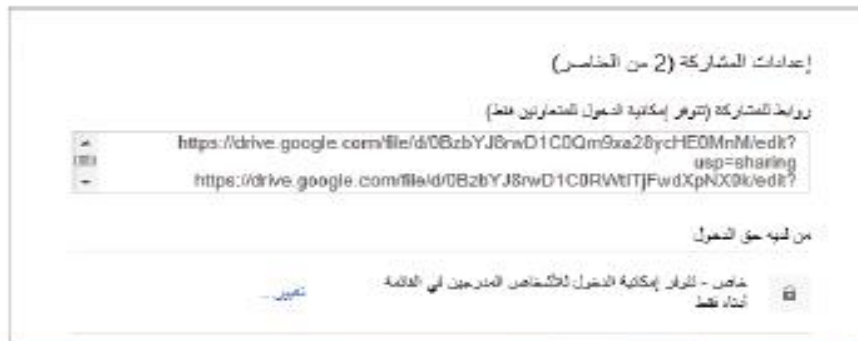 إعدادات المشاركة (2 من العناصر)
روابط للمشاركة (تتوفر إمكانية الدخول للمتعاونين فقط)
https://drive.google.com/file/d/0BzbYJ8rwD1C0Qm9xa28ycHE0MnM/edit?
usp=sharing
https://drive.google.com/file/d/0BzbYJ8rwD1C0RWtlTjFwdXpNX0k/edit?
من لديه حق الدخول
خاص - تتوفر إمكانية الدخول للأشخاص المدرجين في القائمة
أدناه فقط
تغيير...